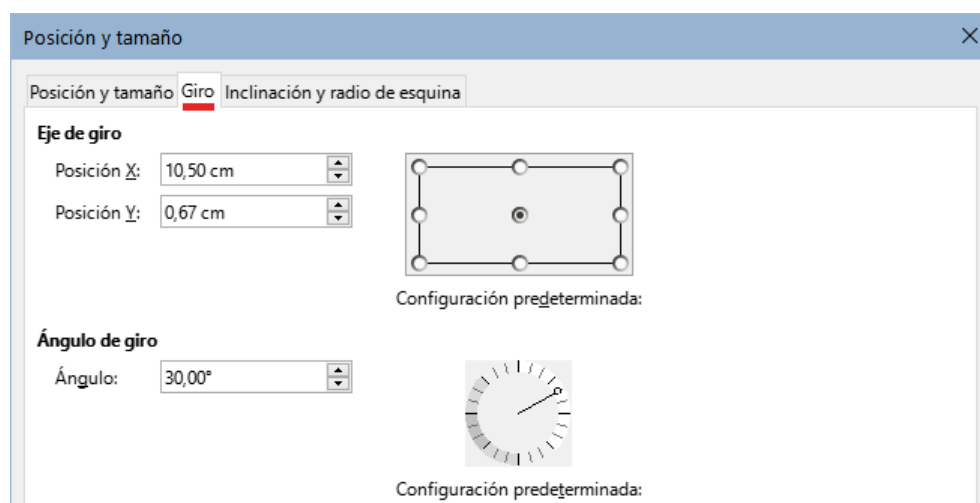 Posición y tamaño
Posición y tamaño Giro Inclinación y radio de esquina
Eje de giro
Posición X: 10,50 cm
Posición Y: 0,67 cm
Configuración predeterminada:
Ángulo de giro
Ángulo: 30,00°
Configuración predeterminada: